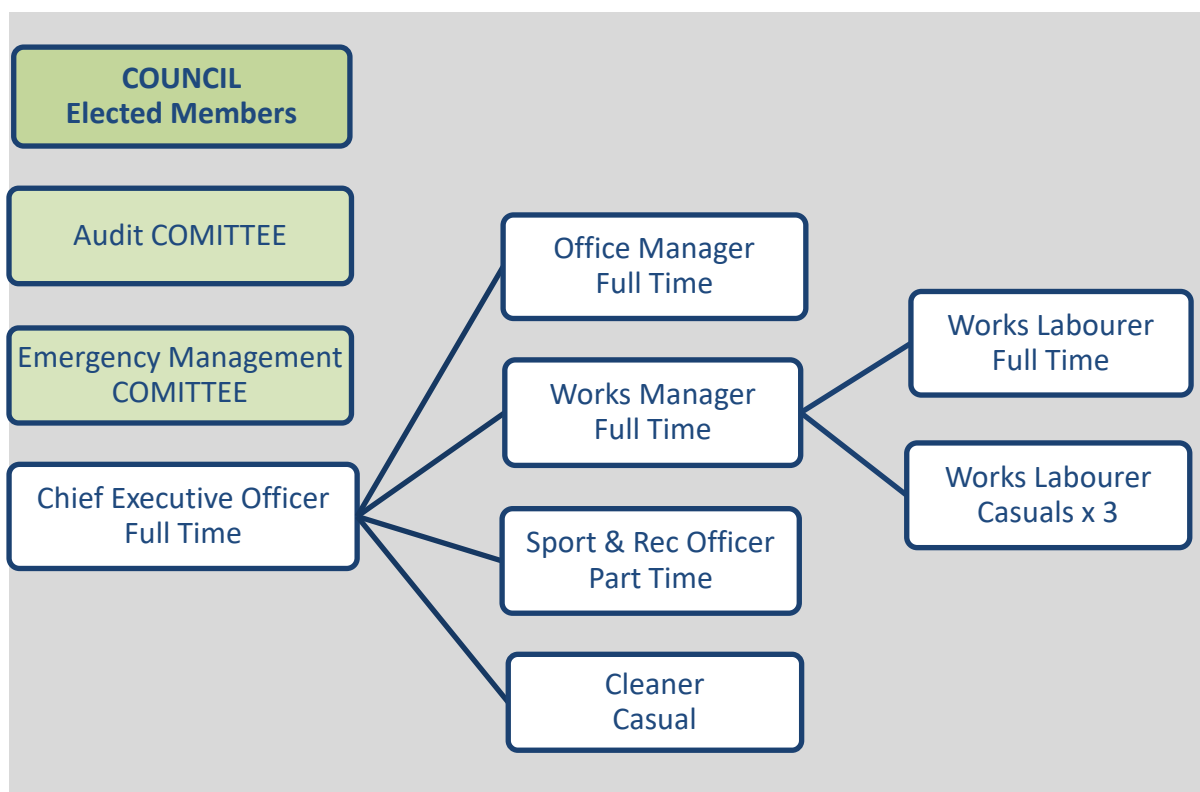 COUNCIL
Elected Members
Audit COMITTEE
Emergency Management
COMITTEE
Chief Executive Officer
Full Time
Office Manager
Full Time
Works Manager
Full Time
Sport & Rec Officer
Part Time
Cleaner
Casual
Works Labourer
Full Time
Works Labourer
Casuals x 3